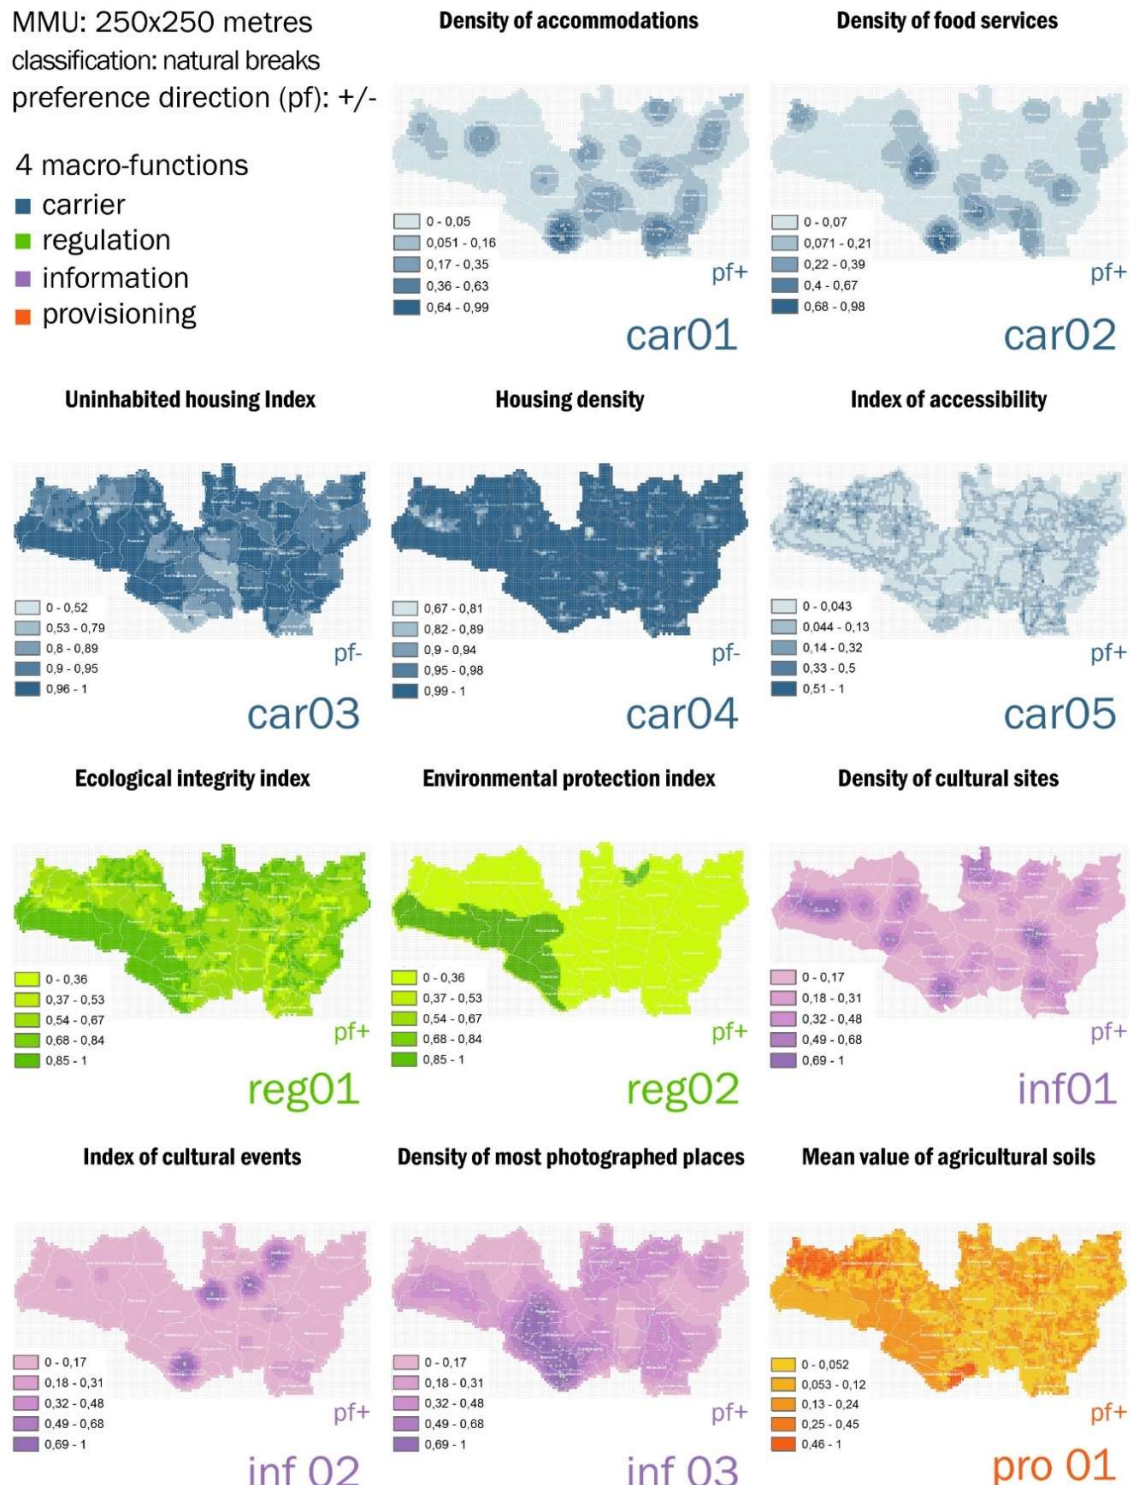 MMU: 250x250 metres
classification: natural breaks
preference direction (pf): +/-
4 macro-functions
carrier
regulation
information
provisioning
Density of accommodations
0 - 0,05
0,051 - 0,16
0,17 - 0,35
0,36 - 0,63
0,64 - 0,99
pf+
car01
Density of food services
0 - 0,07
0,071 - 0,21
0,22 - 0,39
0,4 - 0,67
0,68 - 0,98
pf+
car02
Uninhabited housing Index
0 - 0,52
0,53 - 0,79
0,8 - 0,89
0,9 - 0,95
0,96 - 1
pf-
car03
Housing density
0,67 - 0,81
0,82 - 0,89
0,9 - 0,94
0,95 - 0,98
0,99 - 1
pf-
car04
Index of accessibility
0 - 0,043
0,044 - 0,13
0,14 - 0,32
0,33 - 0,5
0,51 - 1
pf+
car05
Ecological integrity index
0 - 0,36
0,37 - 0,53
0,54 - 0,67
0,68 - 0,84
0,85 - 1
pf+
reg01
Environmental protection index
0 - 0,36
0,37 - 0,53
0,54 - 0,67
0,68 - 0,84
0,85 - 1
pf+
reg02
Density of cultural sites
0 - 0,17
0,18 - 0,31
0,32 - 0,48
0,49 - 0,68
0,69 - 1
pf+
inf01
Index of cultural events
0 - 0,17
0,18 - 0,31
0,32 - 0,48
0,49 - 0,68
0,69 - 1
pf+
inf 02
Density of most photographed places
0 - 0,17
0,18 - 0,31
0,32 - 0,48
0,49 - 0,68
0,69 - 1
pf+
inf 03
Mean value of agricultural soils
0 - 0,052
0,053 - 0,12
0,13 - 0,24
0,25 - 0,45
0,46 - 1
pf+
pro 01